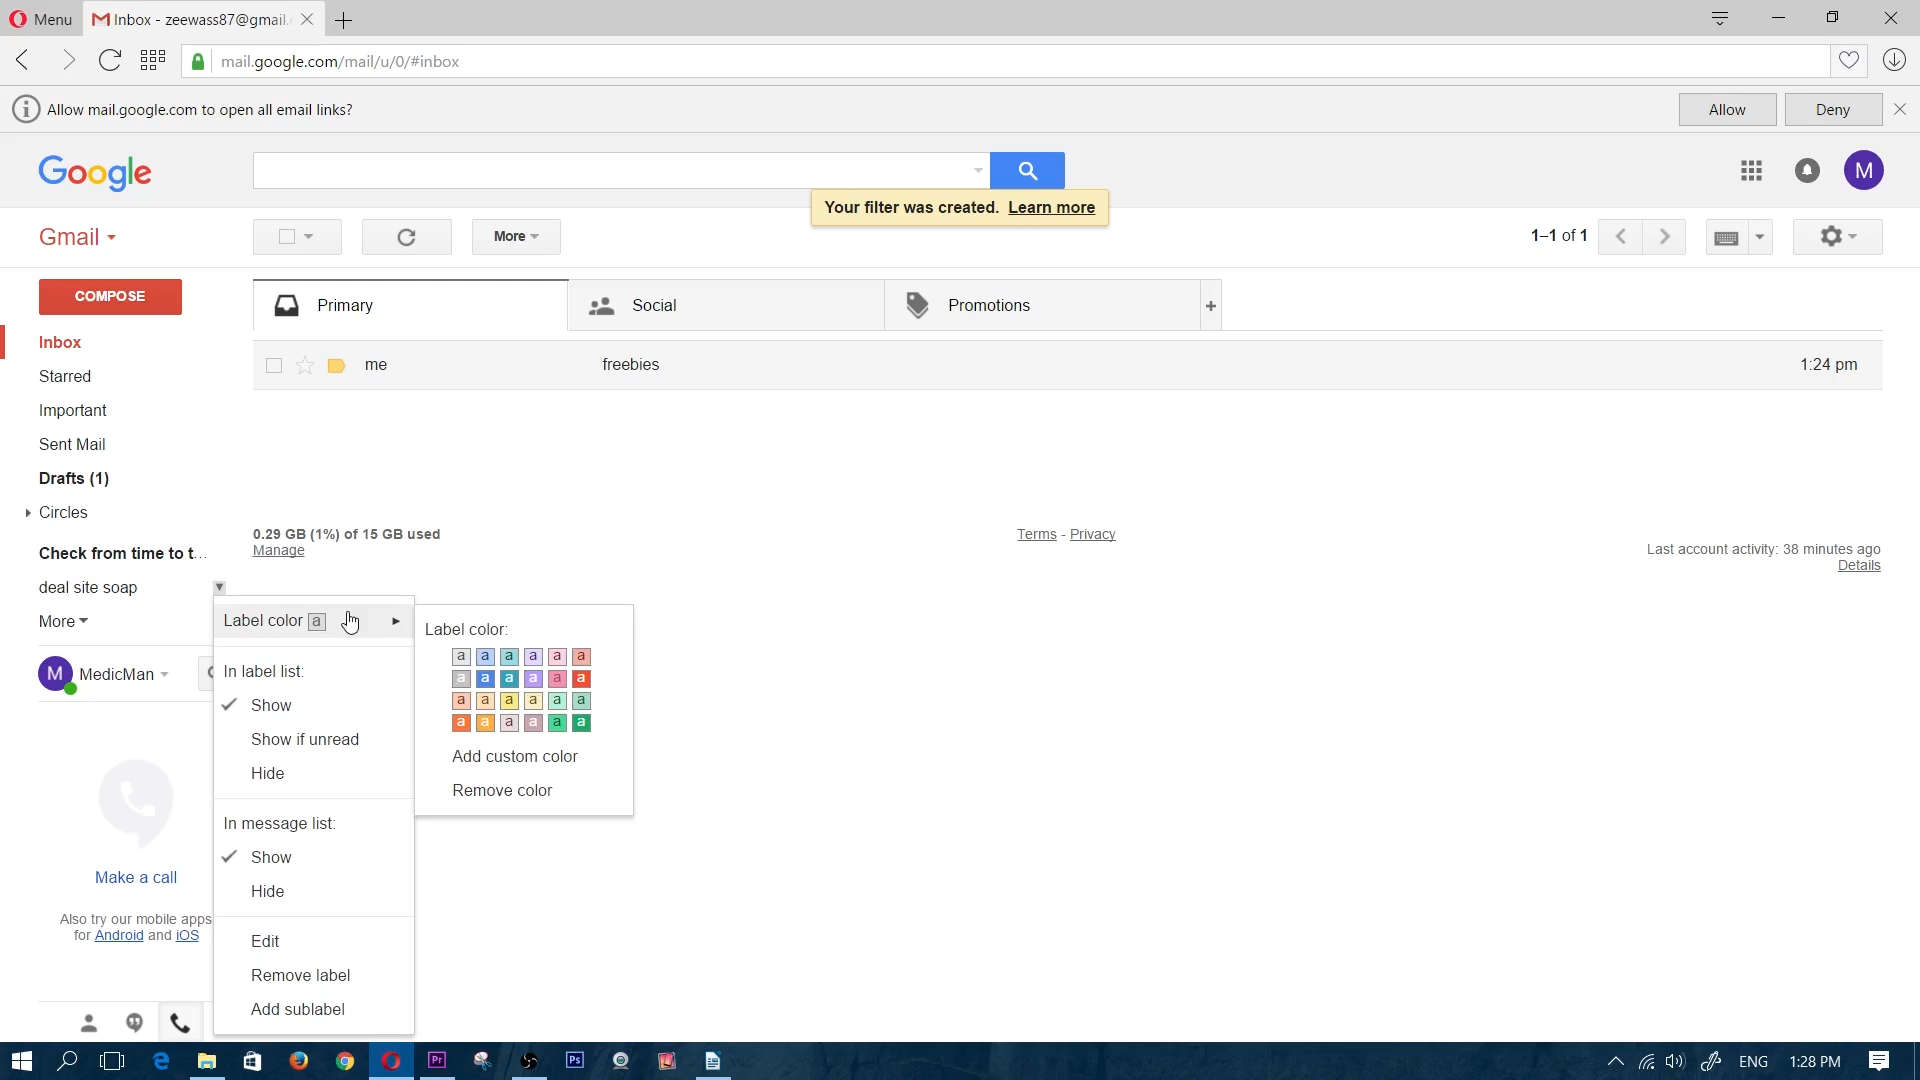 Menu
Inbox - zeewass87@gmail.
mail.google.com/mail/u/0/#inbox
Allow mail.google.com to open all email links?
Allow
Deny
Google
M
Your filter was created. Learn more
Gmail
More
1–1 of 1
COMPOSE
Primary
Social
Promotions
+
Inbox
me
freebies
1:24 pm
Starred
Important
Sent Mail
Drafts (1)
Circles
0.29 GB (1%) of 15 GB used
Manage
Terms - Privacy
Last account activity: 38 minutes ago
Details
Check from time to t...
deal site soap
More
M
MedicMan
Label color a
Label color:
a a a a a a
a a a a a a
a a a a a a
a a a a a a
Add custom color
Remove color
In label list:
Show
Show if unread
Hide
In message list:
Show
Hide
Edit
Remove label
Add sublabel
Make a call
Also try our mobile apps
for Android and iOS
Pr
Ps
ENG
1:28 PM